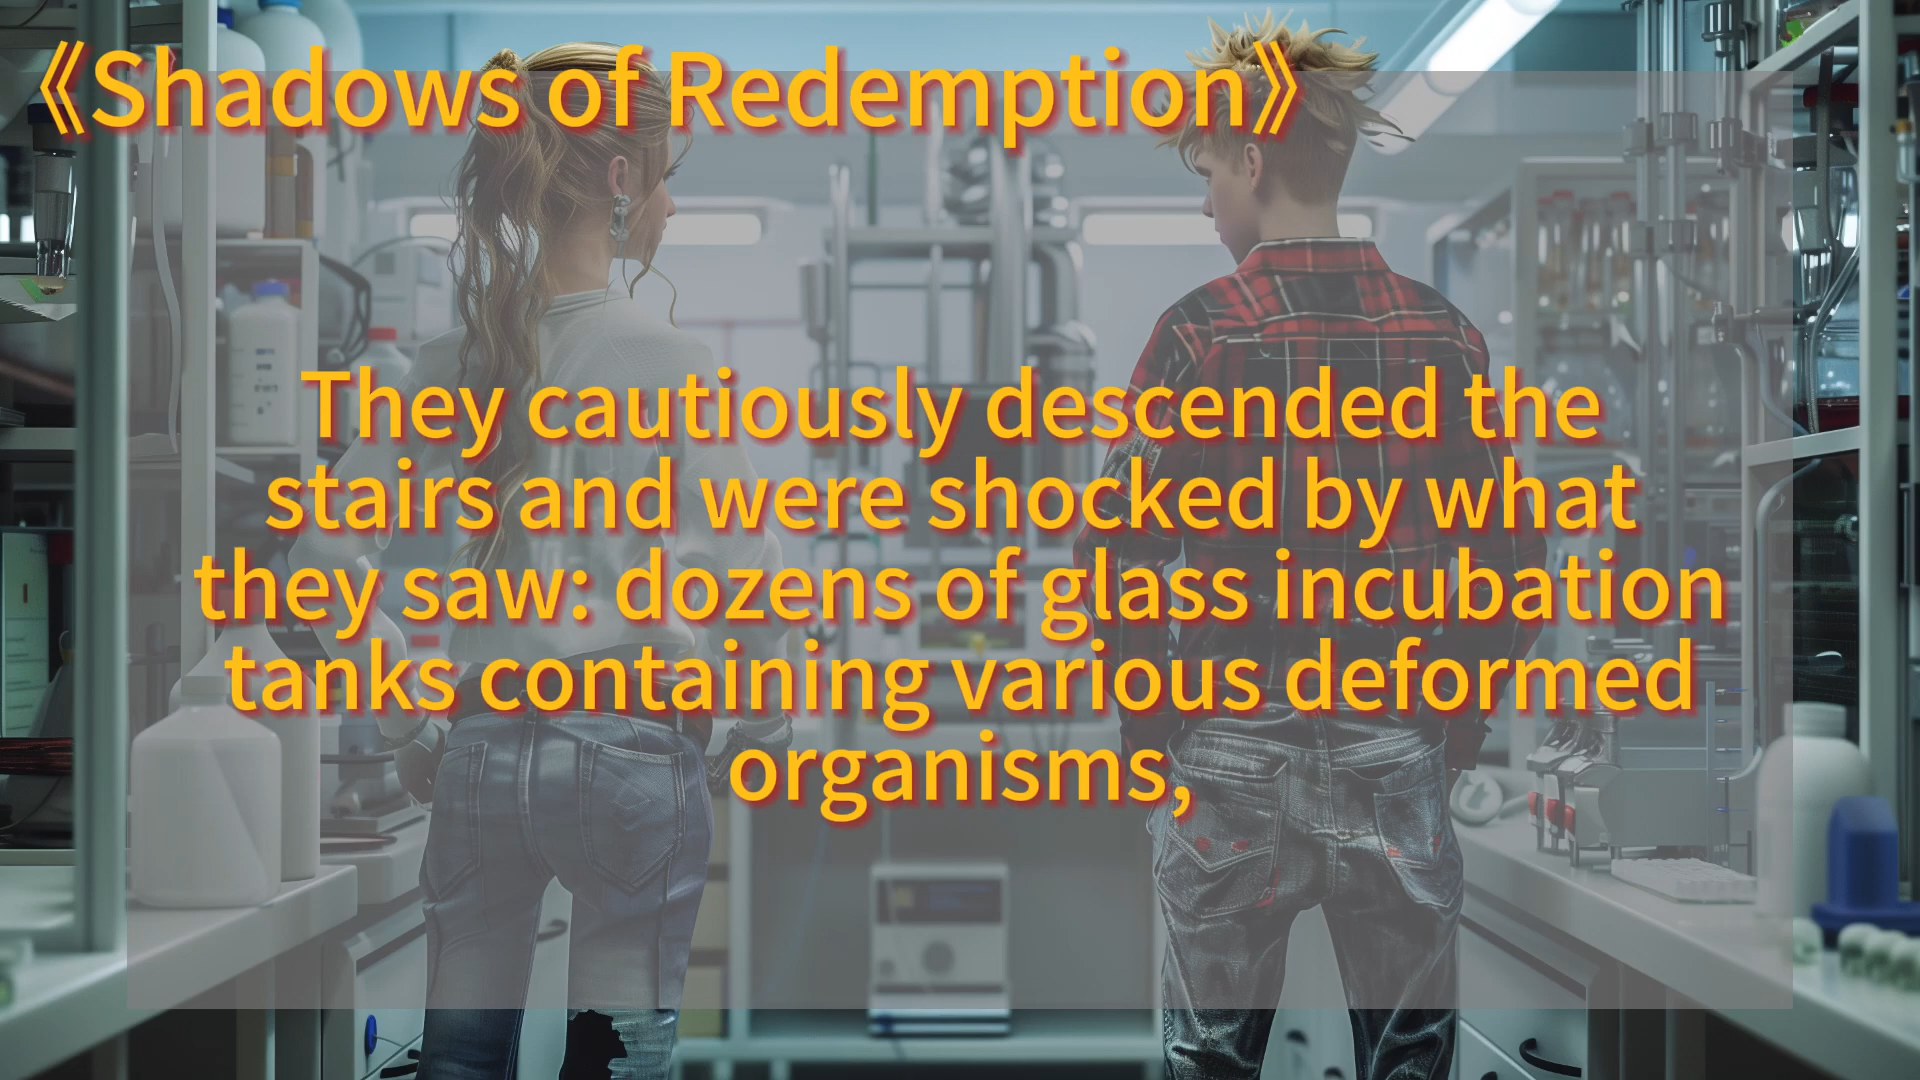 《Shadows of Redemption》
They cautiously descended the
stairs and were shocked by what
they saw: dozens of glass incubation
tanks containing various deformed
organisms,